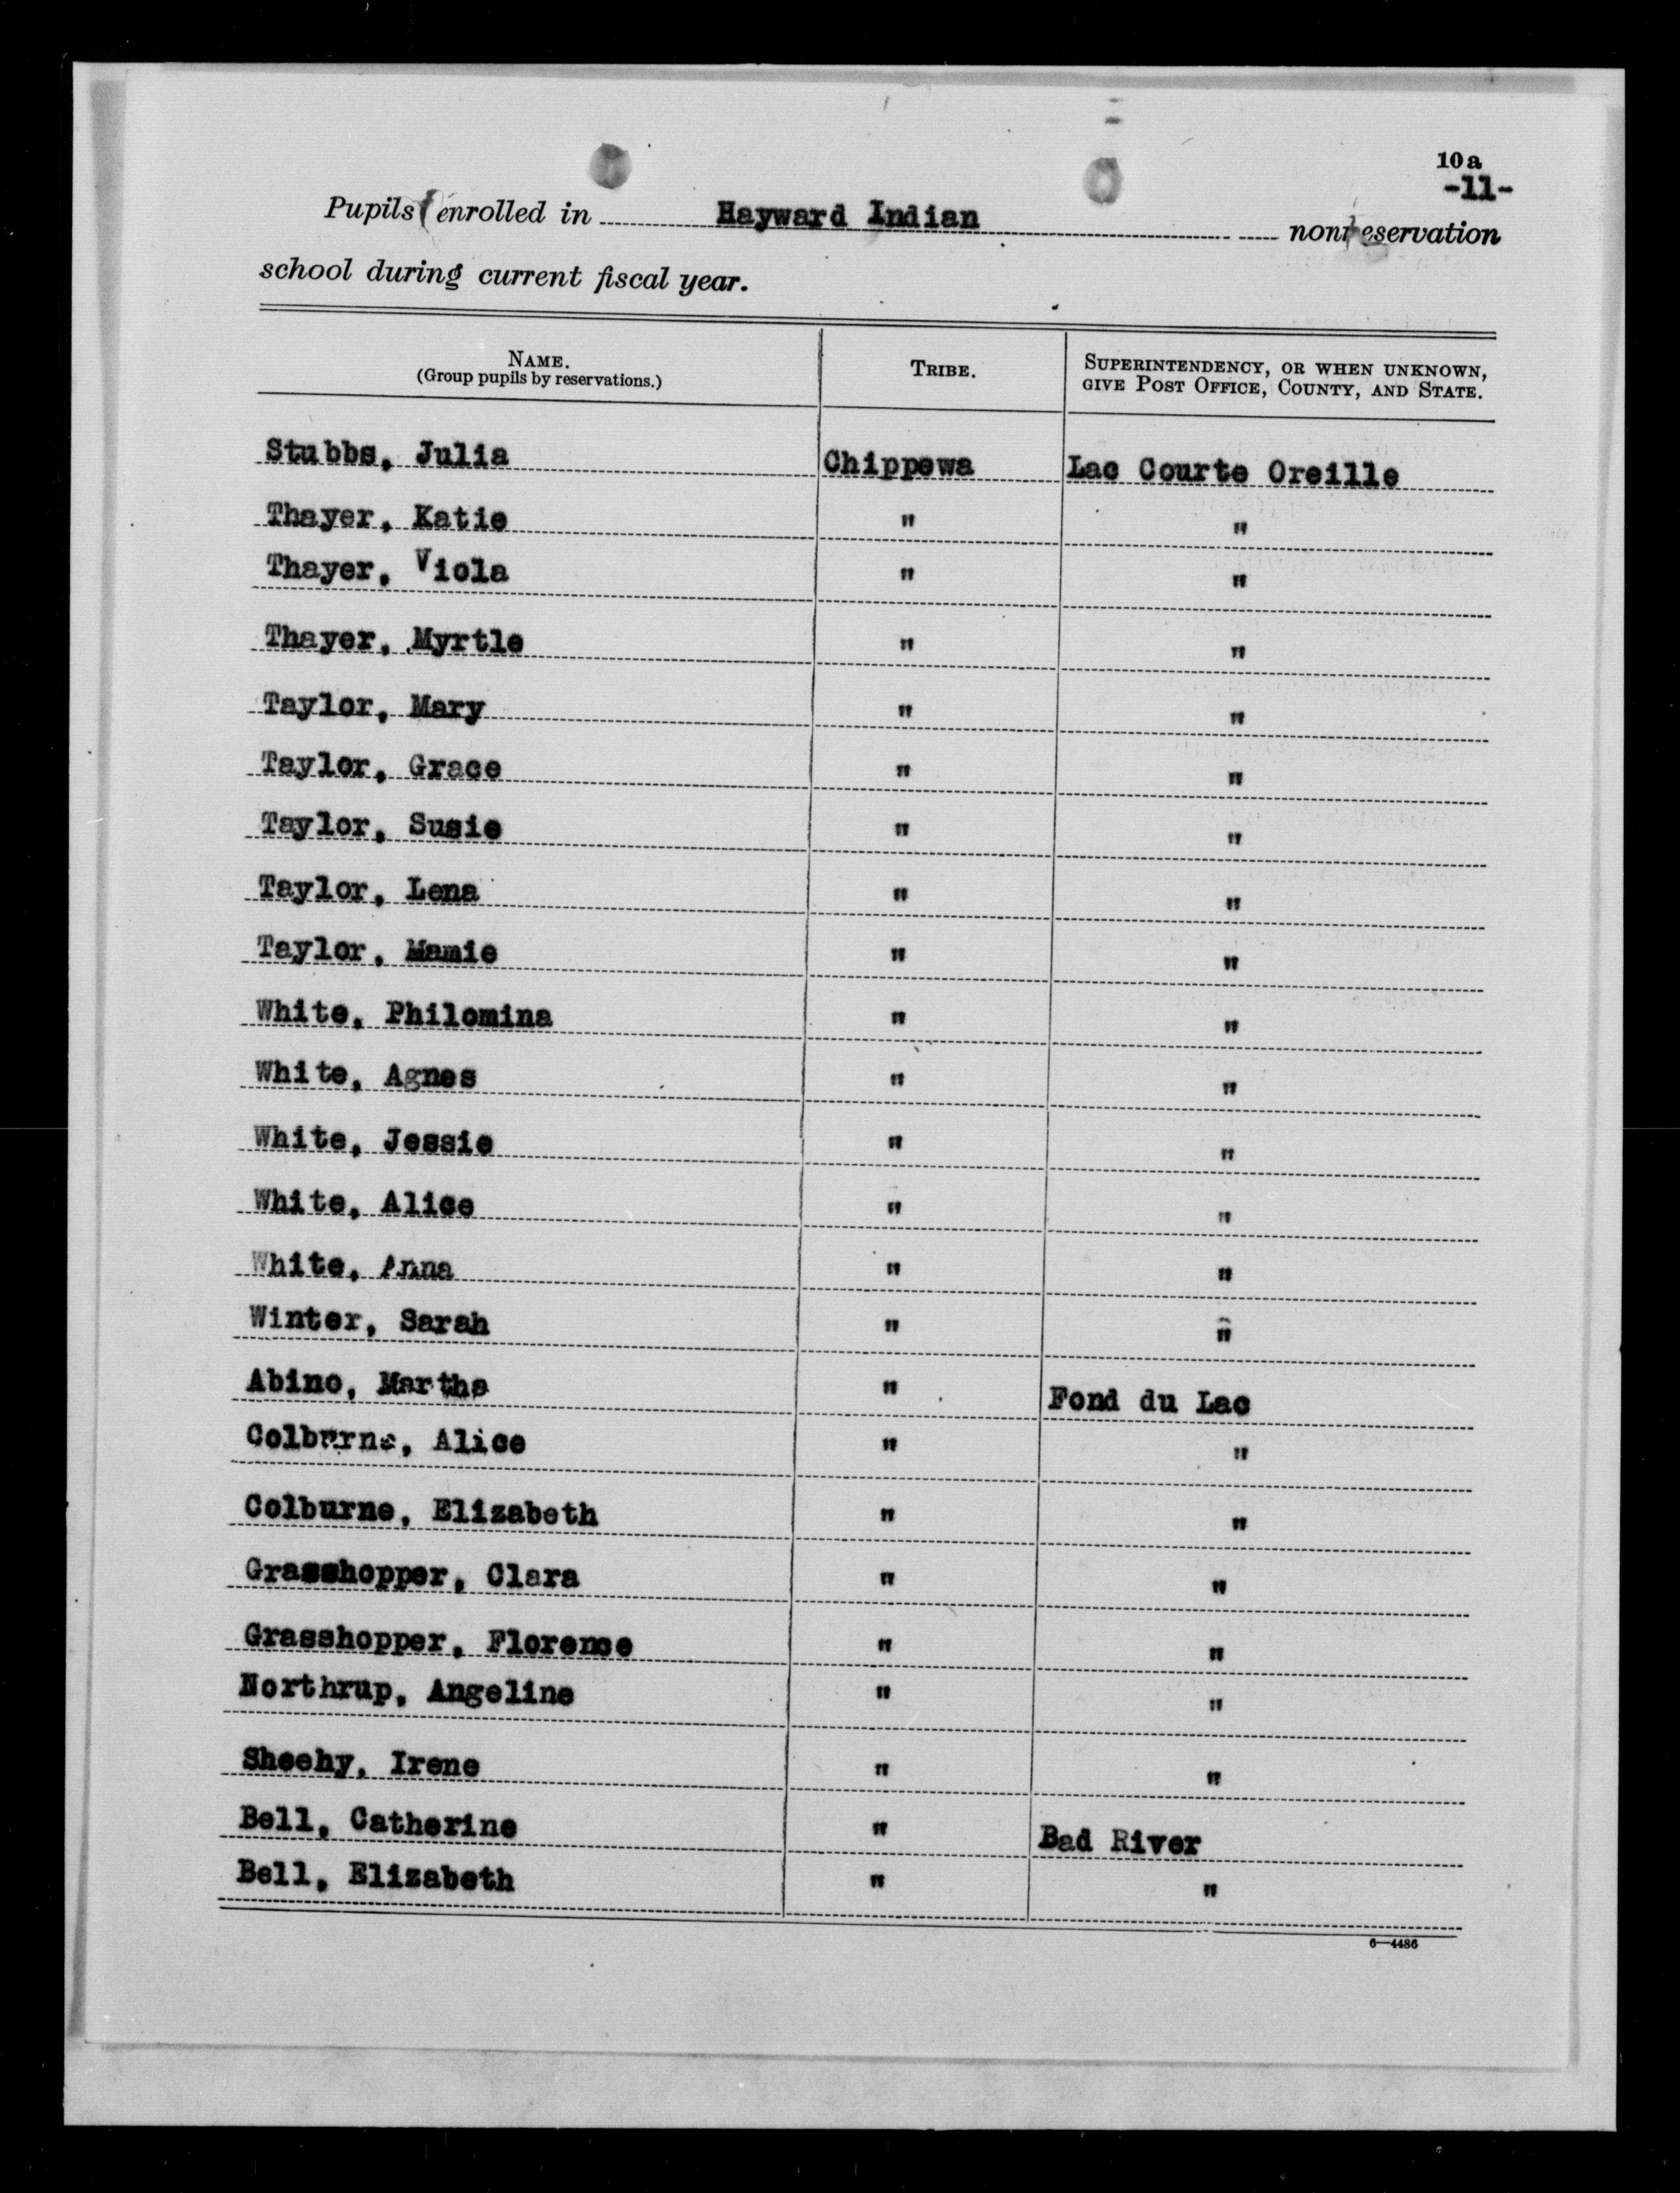 10a
-11-
Pupils enrolled in Hayward Indian nonreservation
school during current fiscal year.
NAME. TRIBE. SUPERINTENDENCY, OR WHEN UNKNOWN,
(Group pupils by reservations.) GIVE POST OFFICE, COUNTY, AND STATE.
Stubbs, Julia Chippewa Lac Courte Oreille
Thayer, Katie " "
Thayer, Viola " "
Thayer, Myrtle " "
Taylor, Mary " "
Taylor, Grace " "
Taylor, Susie " "
Taylor, Lena " "
Taylor, Mamie " "
White, Philomina " "
White, Agnes " "
White, Jessie " "
White, Alice " "
White, Anna " "
Winter, Sarah " "
Abino, Martha " Fond du Lac
Colburne, Alice " "
Colburne, Elizabeth " "
Grasshopper, Clara " "
Grasshopper, Florence " "
Northrup, Angeline " "
Sheehy, Irene " "
Bell, Catherine " Bad River
Bell, Elizabeth " "
6—4486